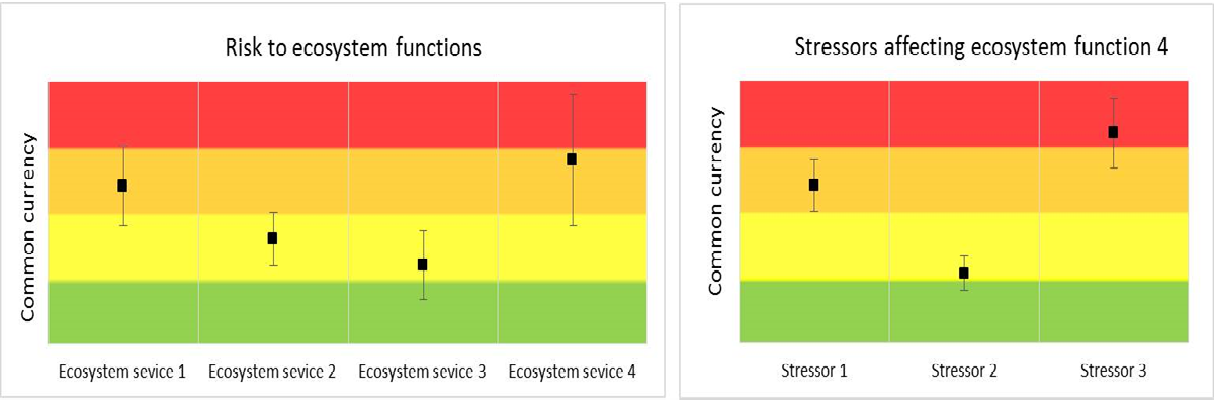 Risk to ecosystem functions
Common currency
Ecosystem sevice 1
Ecosystem sevice 2
Ecosystem sevice 3
Ecosystem sevice 4
Stressors affecting ecosystem function 4
Common currency
Stressor 1
Stressor 2
Stressor 3